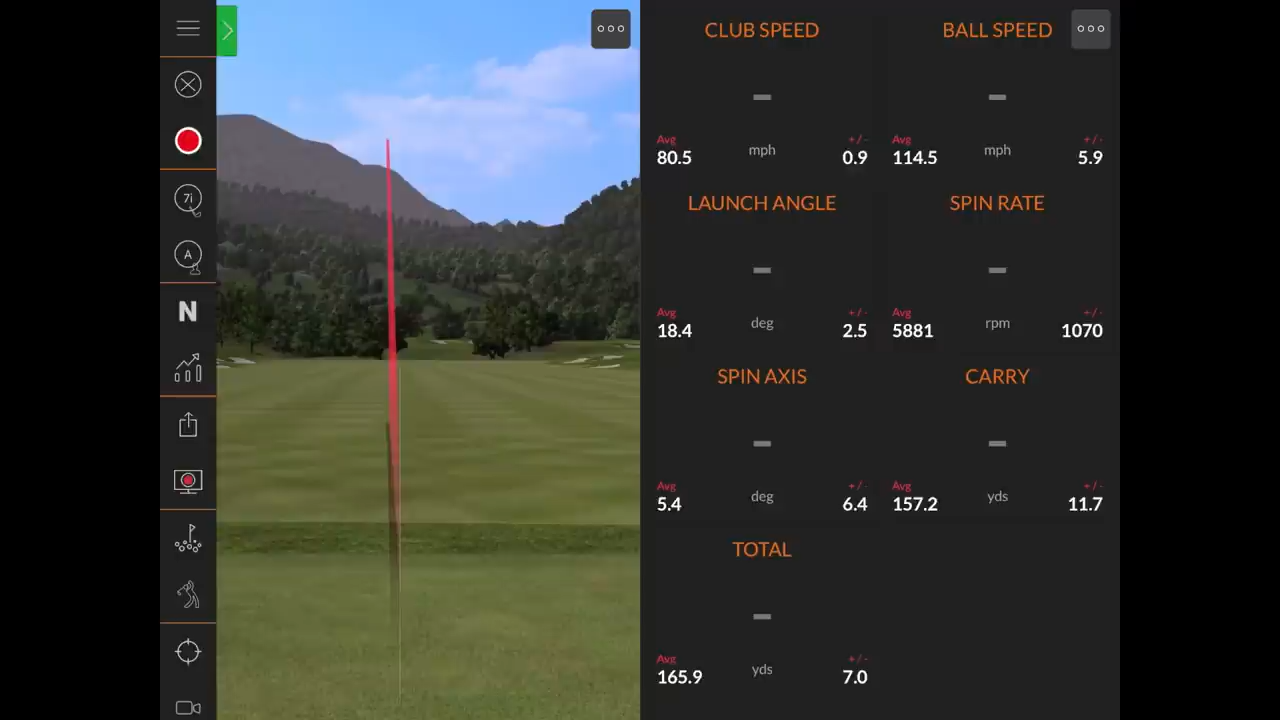 CLUB SPEED
BALL SPEED
Avg
+/-
Avg
+/-
80.5
mph
0.9
114.5
mph
5.9
7i
LAUNCH ANGLE
SPIN RATE
A
N
Avg
+/-
Avg
+/-
18.4
deg
2.5
5881
rpm
1070
SPIN AXIS
CARRY
Avg
+/-
Avg
+/-
5.4
deg
6.4
157.2
yds
11.7
TOTAL
Avg
+/-
165.9
yds
7.0